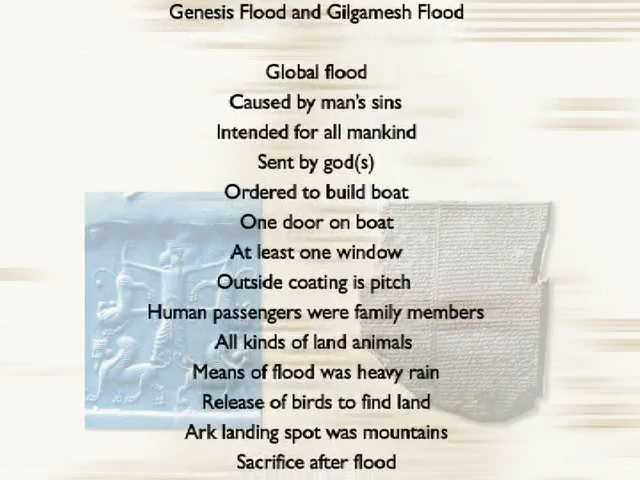 Genesis Flood and Gilgamesh Flood
Global flood
Caused by man's sins
Intended for all mankind
Sent by god(s)
Ordered to build boat
One door on boat
At least one window
Outside coating is pitch
Human passengers were family members
All kinds of land animals
Means of flood was heavy rain
Release of birds to find land
Ark landing spot was mountains
Sacrifice after flood